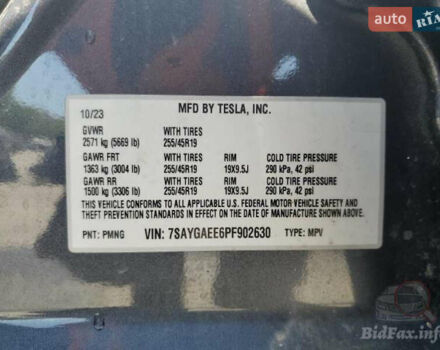 auto RIA
10/23 MFD BY TESLA, INC.
GVWR WITH TIRES
2571 kg (5669 lb) 255/45R19
GAWR FRT WITH TIRES RIM COLD TIRE PRESSURE
1363 kg (3004 lb) 255/45R19 19X9.5J 290 kPa, 42 psi
GAWR RR WITH TIRES RIM COLD TIRE PRESSURE
1500 kg (3306 lb) 255/45R19 19X9.5J 290 kPa, 42 psi
THIS VEHICLE CONFORMS TO ALL APPLICABLE U.S. FEDERAL MOTOR VEHICLE SAFETY
AND THEFT PREVENTION STANDARDS IN EFFECT ON THE DATE OF MANUFACTURE SHOWN ABOVE.
PNT: PMNG VIN: 7SAYGAEE6PF902630 TYPE: MPV
BidFax.info